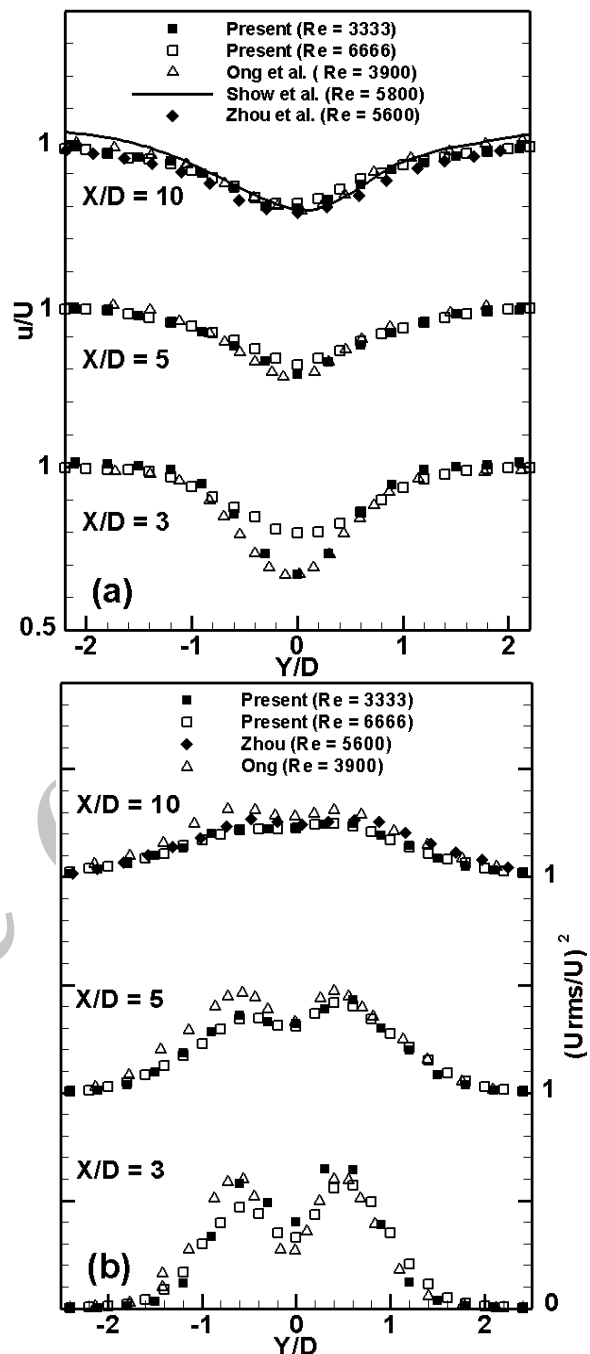 Present (Re = 3333)
Present (Re = 6666)
Ong et al. ( Re = 3900)
Show et al. (Re = 5800)
Zhou et al. (Re = 5600)
1
X/D = 10
u/U
1
X/D = 5
1
X/D = 3
(a)
0.5
-2 -1 0 1 2
Y/D
Present (Re = 3333)
Present (Re = 6666)
Zhou (Re = 5600)
Ong (Re = 3900)
X/D = 10
1
(Urms/U)²
X/D = 5
1
X/D = 3
(b)
0
-2 -1 0 1 2
Y/D